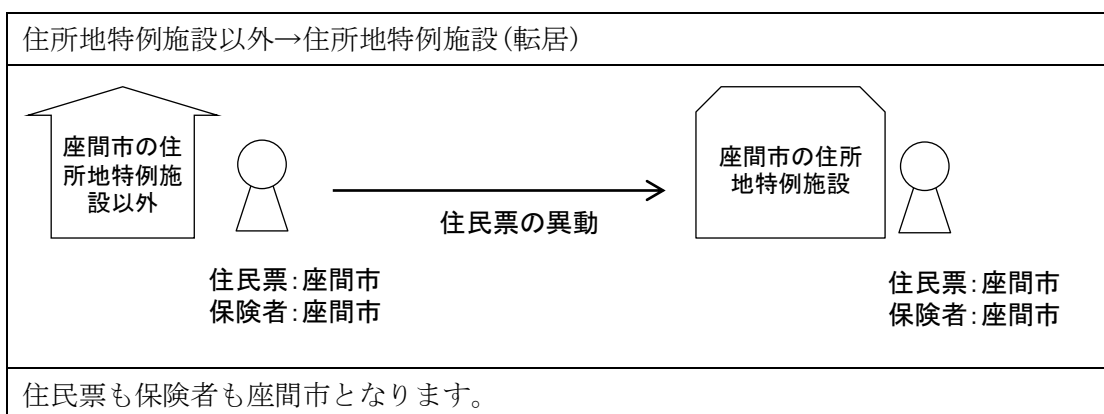 住所地特例施設以外→住所地特例施設(転居)
座間市の住
所地特例施
設以外
住民票の異動
座間市の住所
地特例施設
住民票:座間市
保険者:座間市
住民票:座間市
保険者:座間市
住民票も保険者も座間市となります。